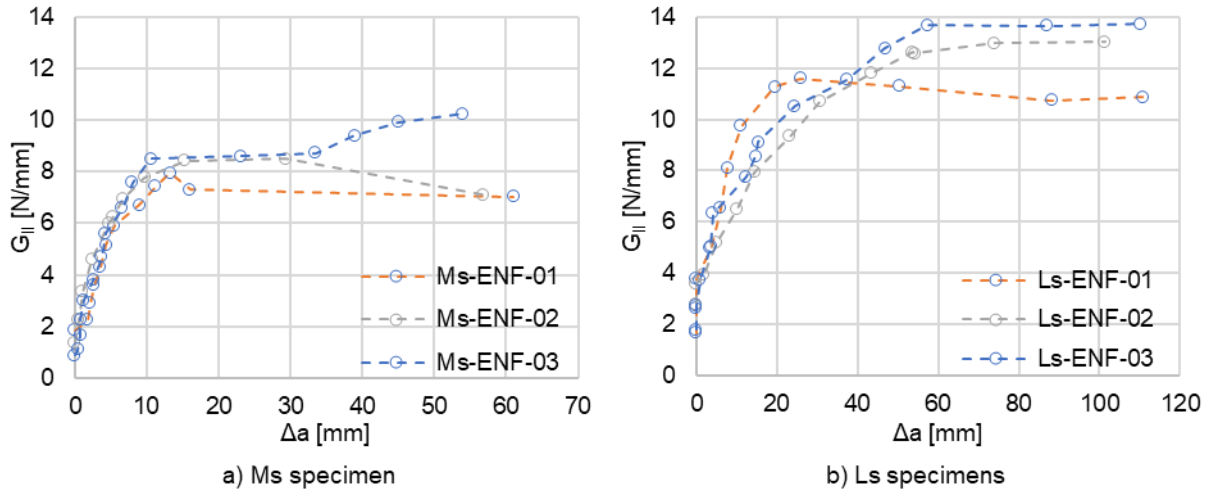 14
12
10
8
6
4
2
0
G_II [N/mm]
Ms-ENF-01
Ms-ENF-02
Ms-ENF-03
0 10 20 30 40 50 60 70
Δa [mm]
a) Ms specimen
14
12
10
8
6
4
2
0
G_II [N/mm]
Ls-ENF-01
Ls-ENF-02
Ls-ENF-03
0 20 40 60 80 100 120
Δa [mm]
b) Ls specimens